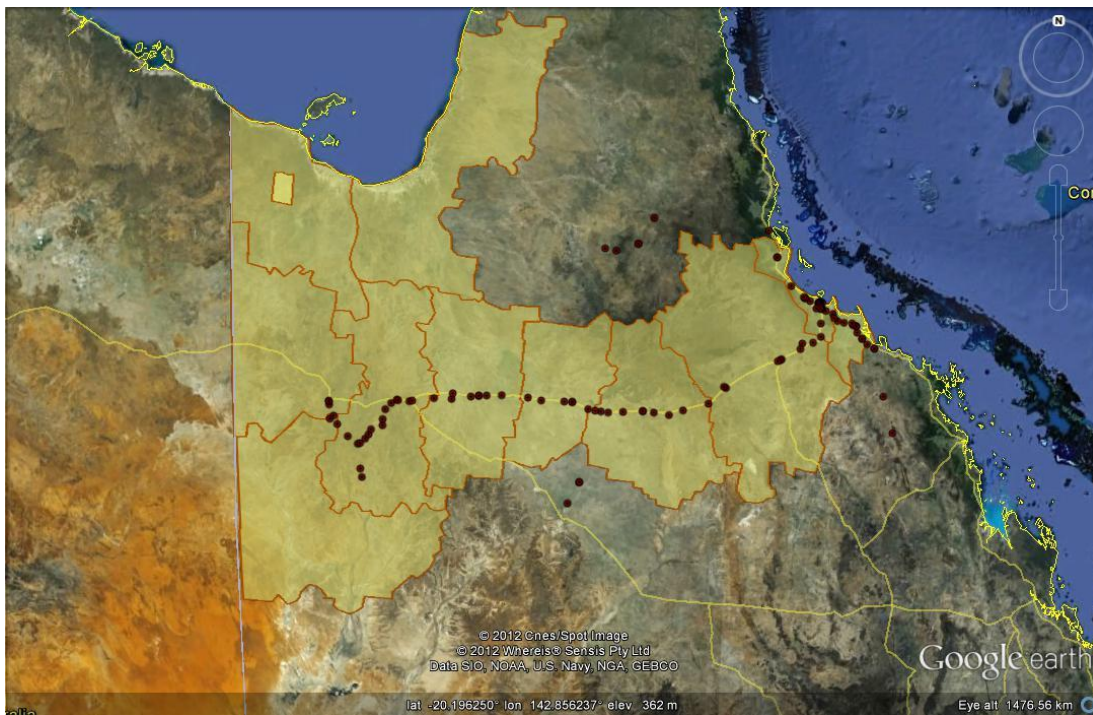 N
Cor
© 2012 Cnes/Spot Image
© 2012 Whereis® Sensis Pty Ltd
Data SIO, NOAA, U.S. Navy, NGA, GEBCO
Google earth
lat -20.196250° lon 142.856237° elev 362 m
Eye alt 1476.56 km